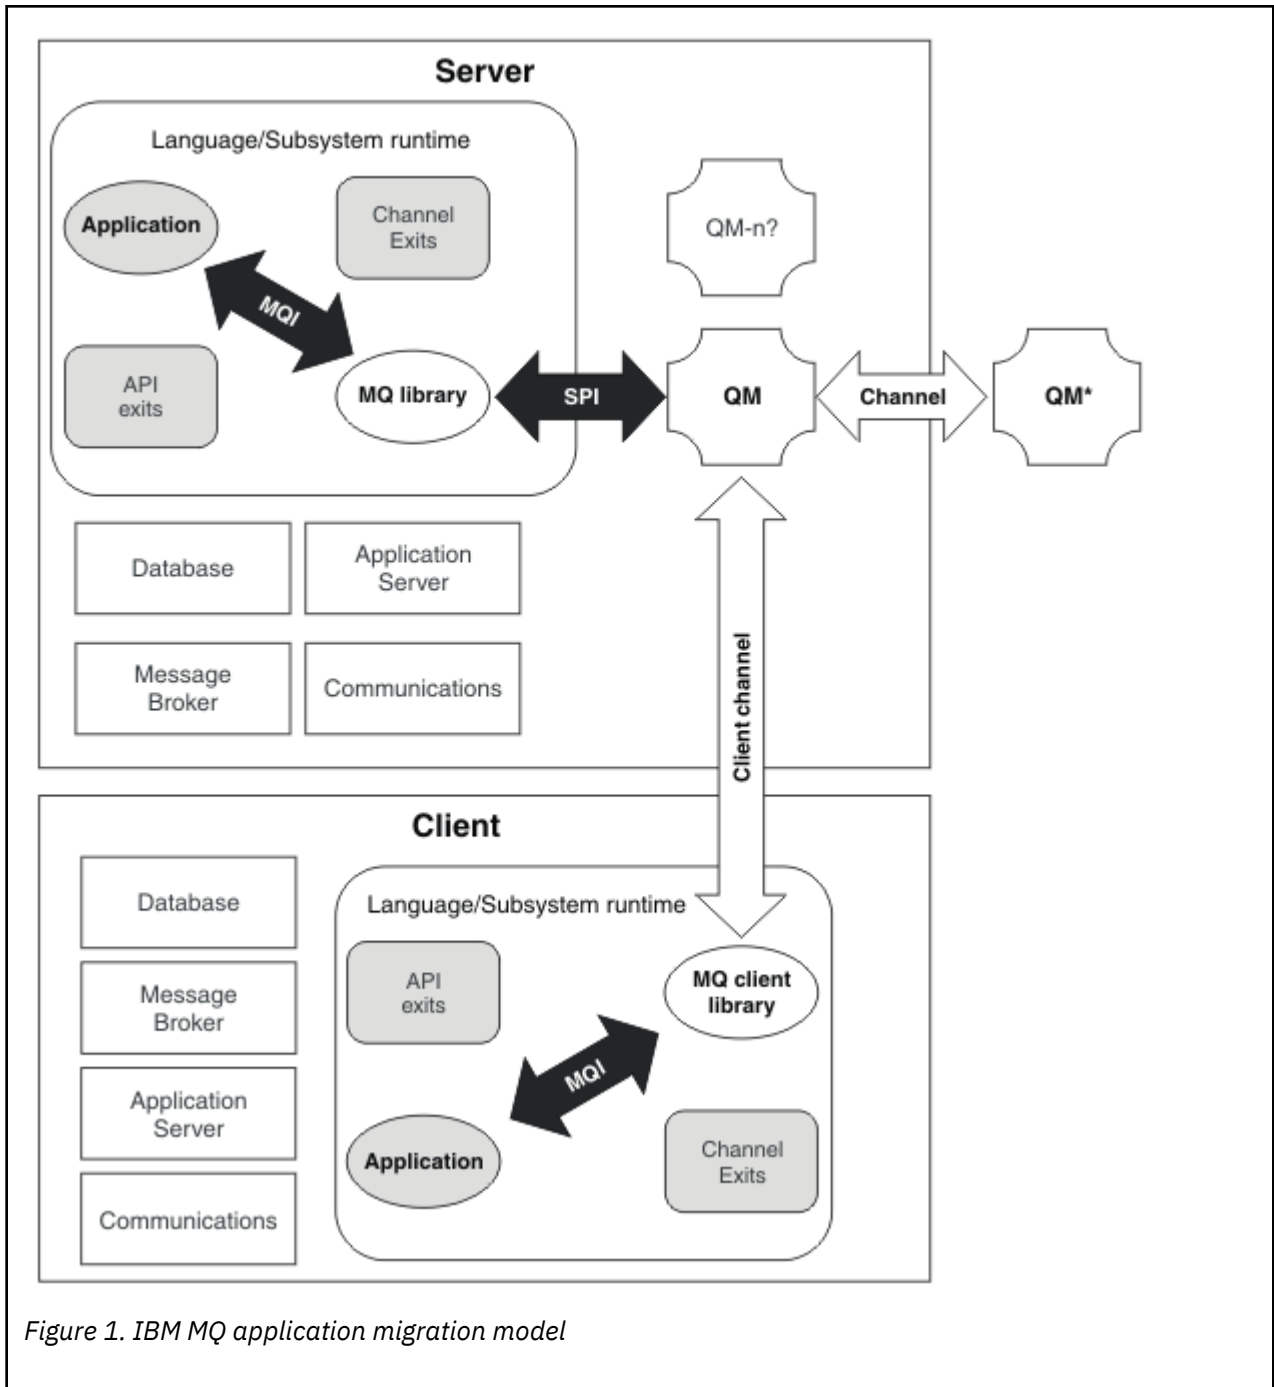 Server
Language/Subsystem runtime
Application
Channel
Exits
QM-n?
MQI
API
exits
MQ library
SPI
QM
Channel
QM*
Database
Application
Server
Message
Broker
Communications
Client channel
Client
Database
Language/Subsystem runtime
API
exits
MQ client
library
Message
Broker
MQI
Application
Server
Application
Channel
Exits
Communications
Figure 1. IBM MQ application migration model